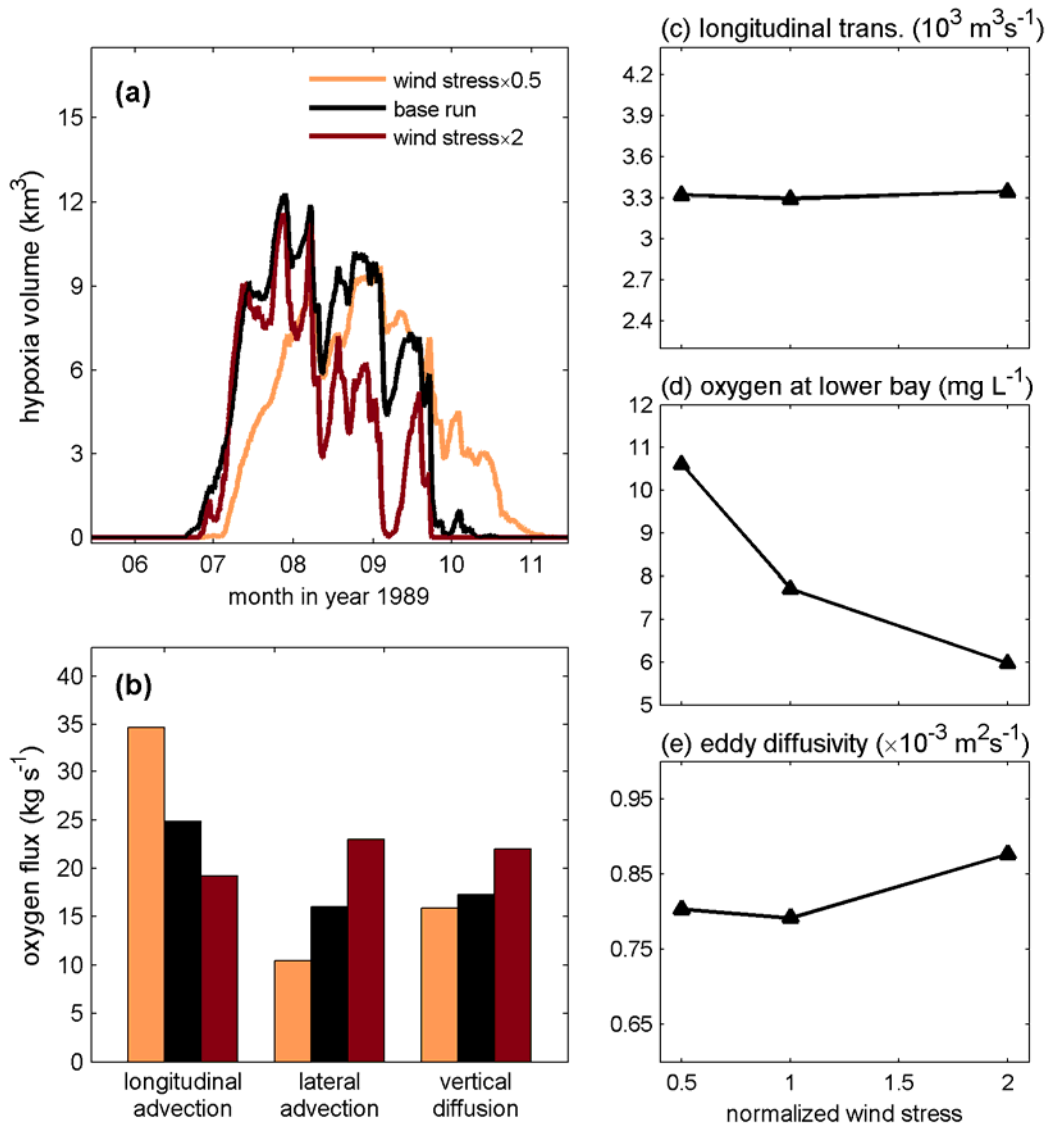 (a)
wind stress×0.5
base run
wind stress×2
15
12
9
6
3
0
hypoxia volume (km³)
06 07 08 09 10 11
month in year 1989
(b)
40
35
30
25
20
15
10
5
0
oxygen flux (kg s⁻¹)
longitudinal advection
lateral advection
vertical diffusion
(c) longitudinal trans. (10³ m³s⁻¹)
4.2
3.9
3.6
3.3
3
2.7
2.4
(d) oxygen at lower bay (mg L⁻¹)
12
11
10
9
8
7
6
5
(e) eddy diffusivity (×10⁻³ m²s⁻¹)
0.95
0.85
0.75
0.65
0.5 1 1.5 2
normalized wind stress